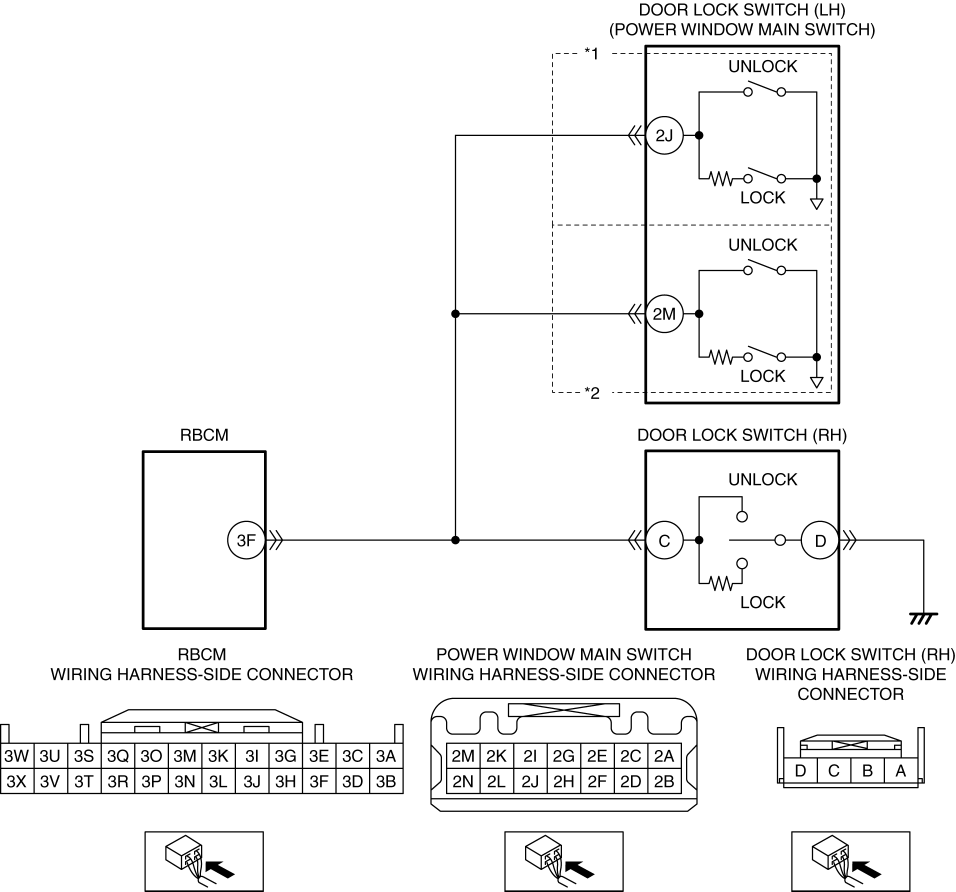 DOOR LOCK SWITCH (LH)
(POWER WINDOW MAIN SWITCH)
*1
UNLOCK
2J
LOCK
UNLOCK
2M
LOCK
*2
RBCM
DOOR LOCK SWITCH (RH)
UNLOCK
3F
C
D
LOCK
RBCM
WIRING HARNESS-SIDE CONNECTOR
POWER WINDOW MAIN SWITCH
WIRING HARNESS-SIDE CONNECTOR
DOOR LOCK SWITCH (RH)
WIRING HARNESS-SIDE
CONNECTOR
3W 3U 3S 3Q 3O 3M 3K 3I 3G 3E 3C 3A
3X 3V 3T 3R 3P 3N 3L 3J 3H 3F 3D 3B
2M 2K 2I 2G 2E 2C 2A
2N 2L 2J 2H 2F 2D 2B
D C B A